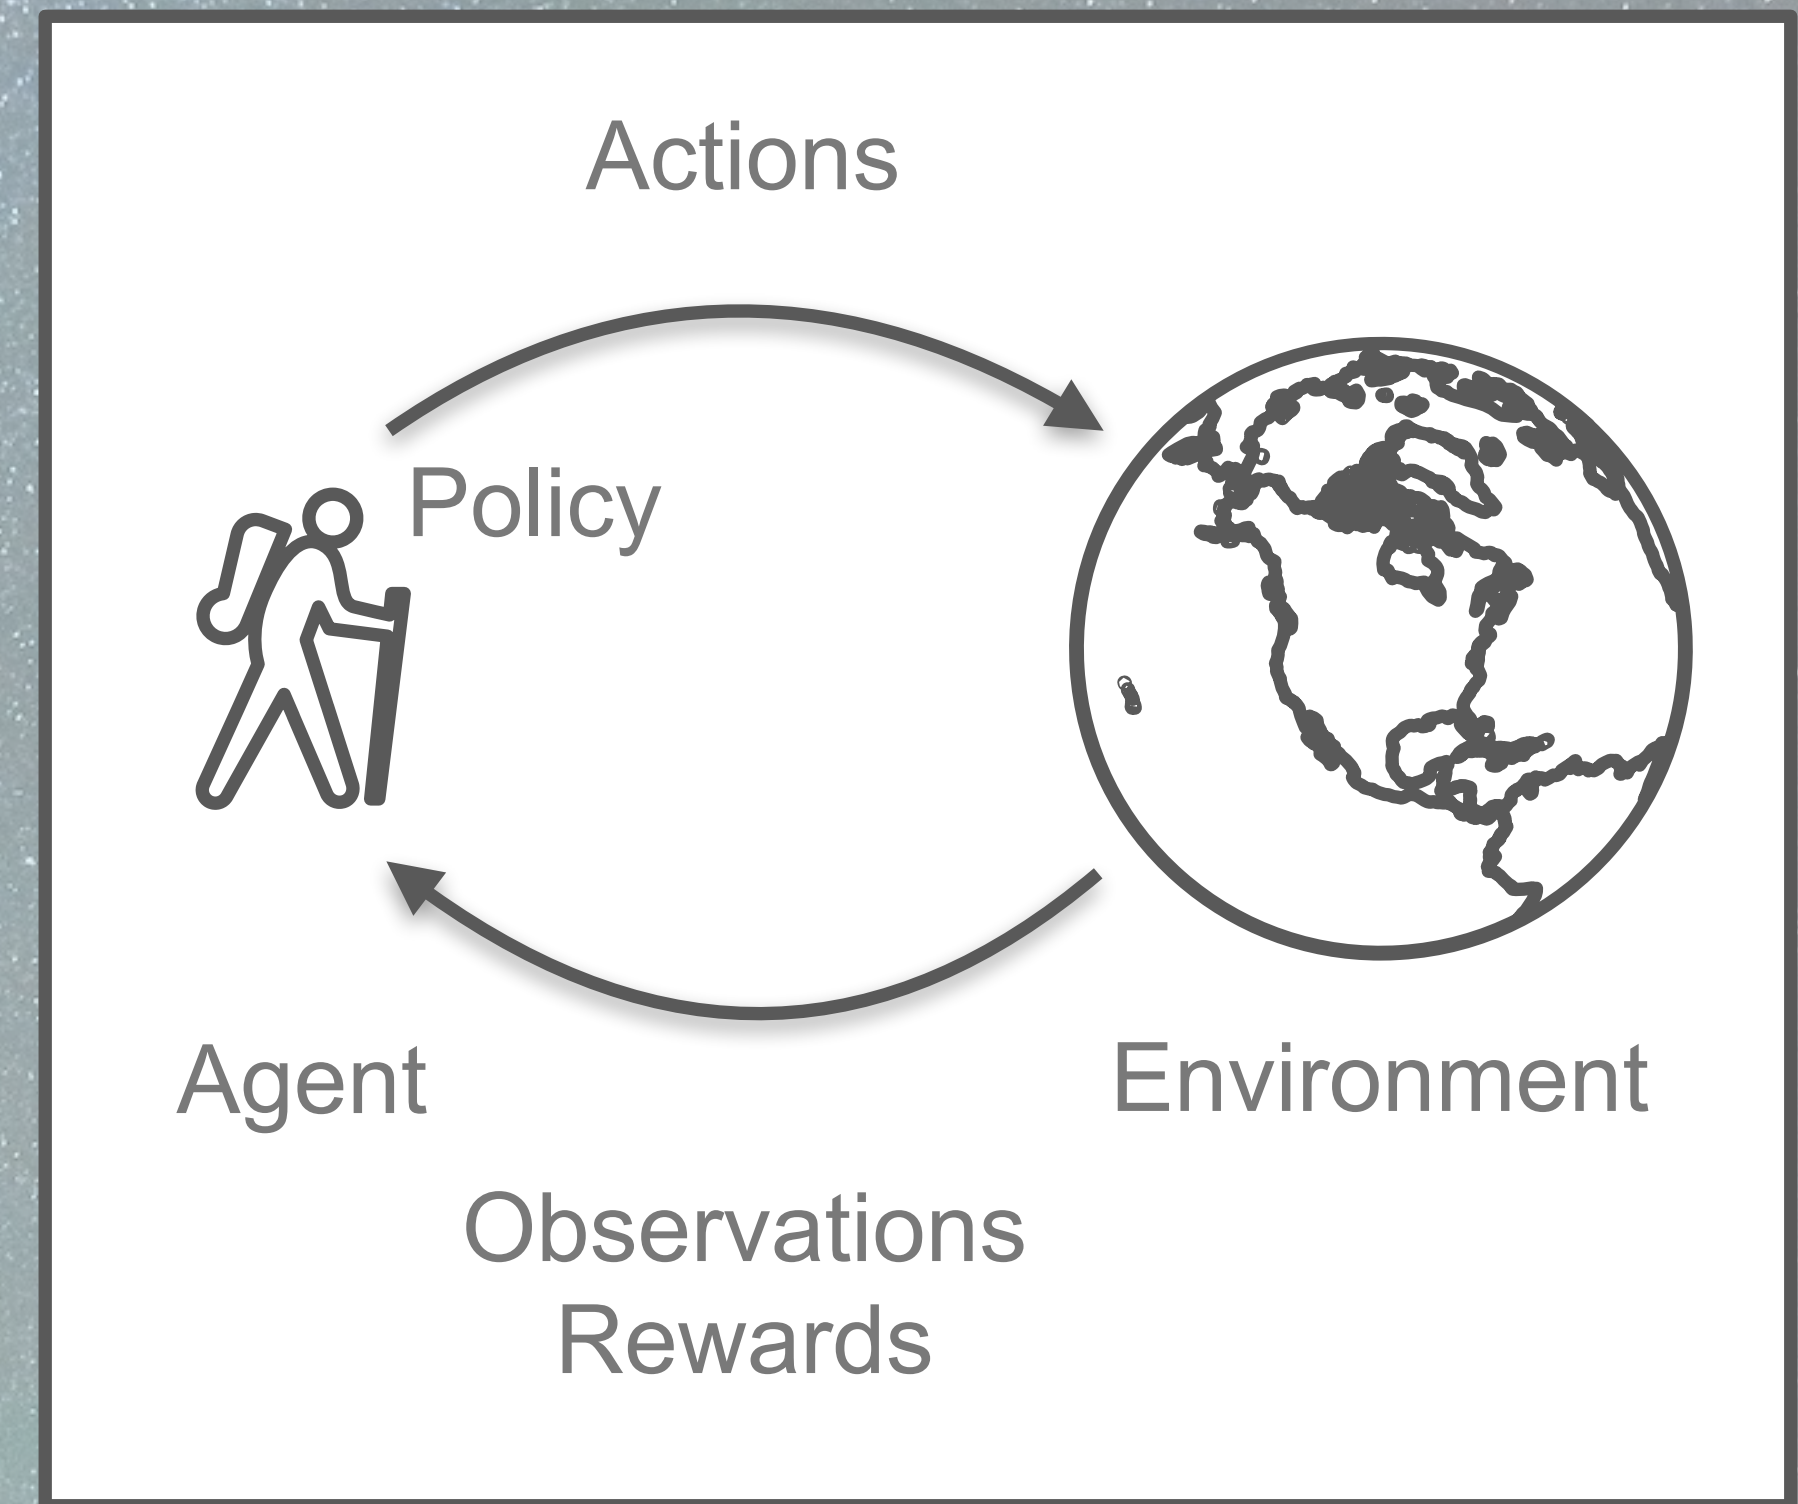 Actions
Policy
Agent
Environment
Observations
Rewards